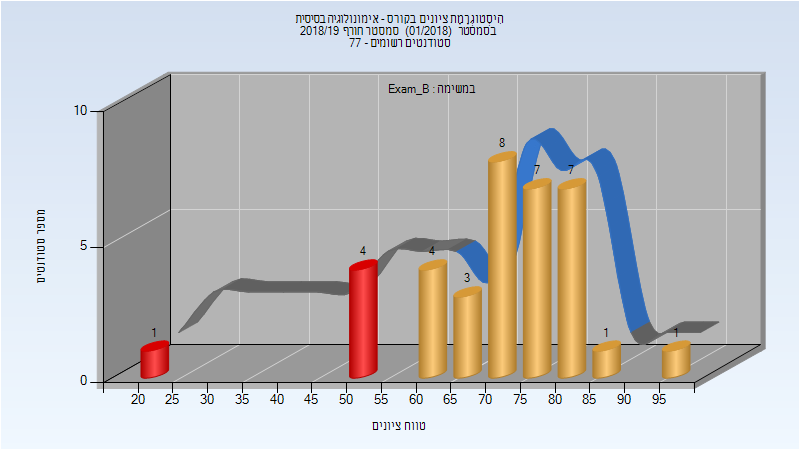 היסטוגרמת ציונים בקורס - אימונולוגיה בסיסית
בסמסטר (01/2018) סמסטר חורף 2018/19
סטודנטים רשומים - 77
במשימה : Exam_B
10
5
0
מספר סטודנטים
1
4
4
3
8
7
7
1
1
20 25 30 35 40 45 50 55 60 65 70 75 80 85 90 95
טווח ציונים